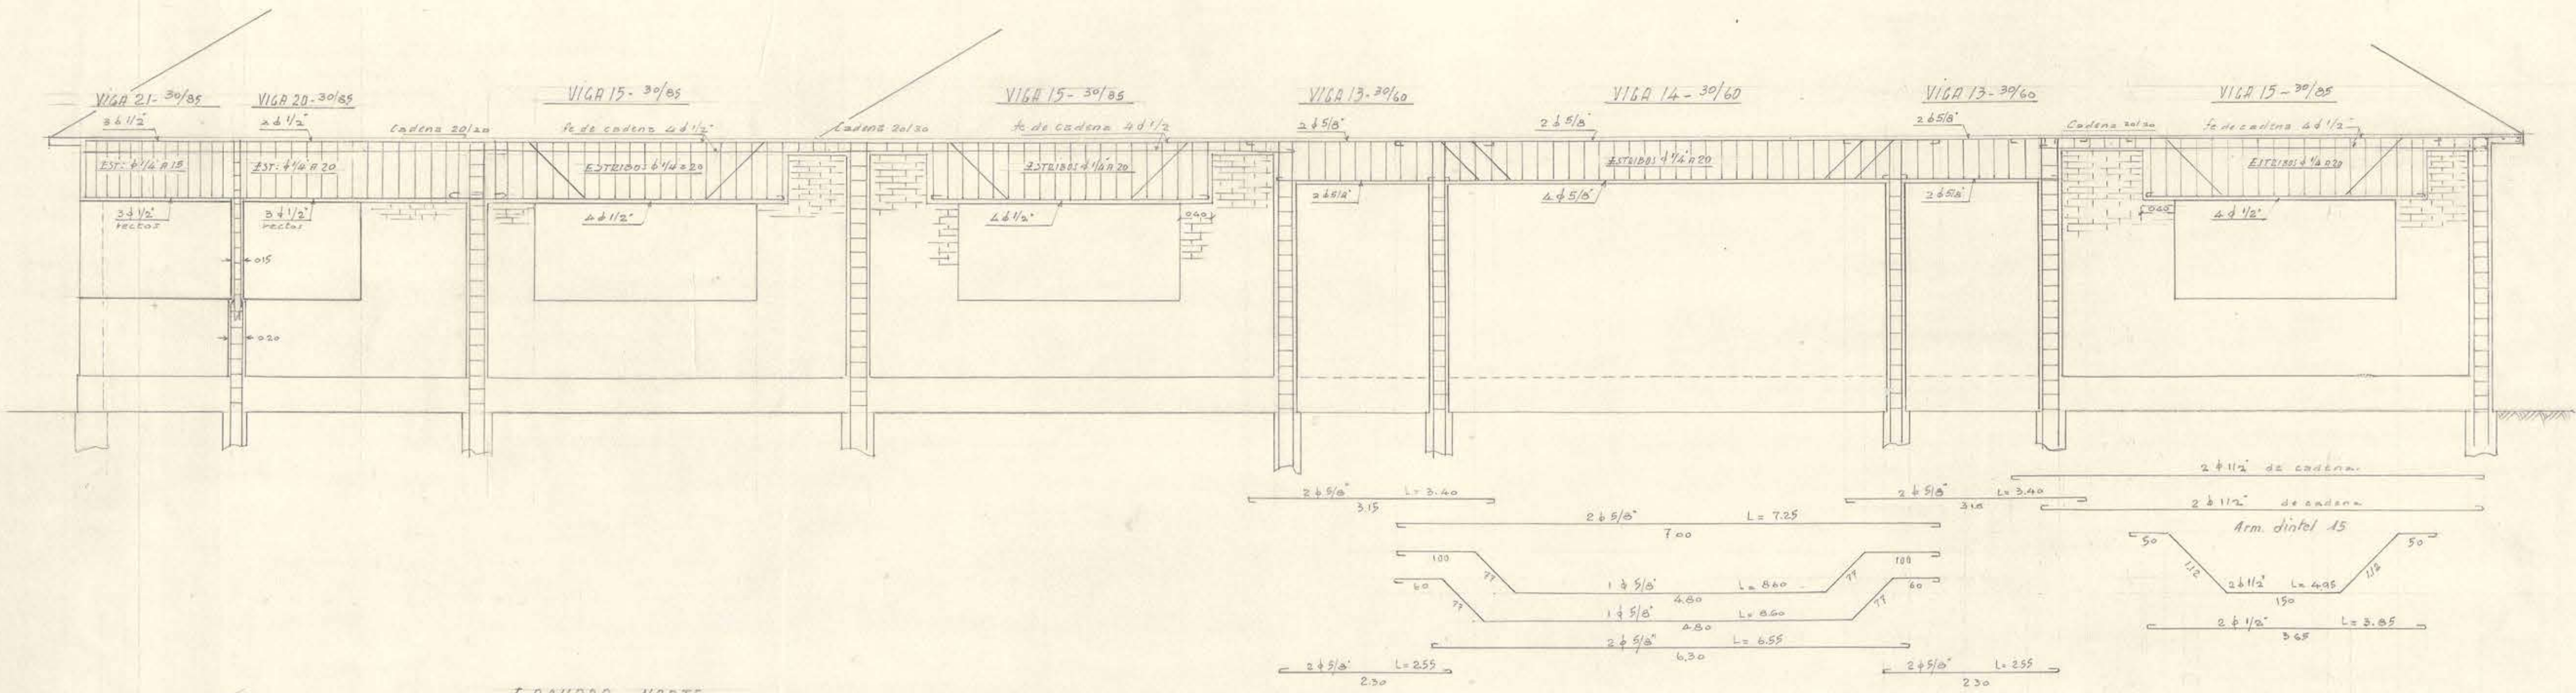 VIGA 21-30/85
VIGA 20-30/85
VIGA 15-30/85
VIGA 15-30/85
VIGA 13-30/60
VIGA 14-30/60
VIGA 13-30/60
VIGA 15-30/85
3 ϕ 1/2"
2 ϕ 1/2"
Cadena 20/20
fe de cadena 4 ϕ 1/2"
Cadena 20/30
fe de cadena 4 ϕ 1/2
2 ϕ 5/8"
2 ϕ 5/8"
2 ϕ 5/8"
Cadena 20/20
fe de cadena 4 ϕ 1/2"
EST: ϕ 1/4 A 15
EST: ϕ 1/4 A 20
ESTRIBOS ϕ 1/4 a 20
ESTRIBOS ϕ 1/4 A 20
ESTRIBOS ϕ 1/4 A 20
ESTRIBOS ϕ 1/4 A 20
3 ϕ 1/2"
rectos
3 ϕ 1/2"
rectos
4 ϕ 1/2"
4 ϕ 1/2"
040
2 ϕ 5/8"
4 ϕ 5/8"
2 ϕ 5/8"
040
4 ϕ 1/2"
015
020
2 ϕ 1/2" de cadena
2 ϕ 5/8" L= 3.40
3.15
2 ϕ 5/8" L= 3.40
3.15
2 ϕ 1/2" de cadena
2 ϕ 5/8" L= 7.25
7 00
Arm. dintel 15
50
50
112
112
2 ϕ 1/2" L= 4.95
150
100
100
77
77
1 ϕ 5/8" L= 8.60
4.80
60
60
77
77
1 ϕ 5/8" L= 8.60
4.80
2 ϕ 1/2" L= 3.85
3 65
2 ϕ 5/8" L= 6.55
6.30
2 ϕ 5/8" L= 2.55
2.30
2 ϕ 5/8" L= 2.55
2 30